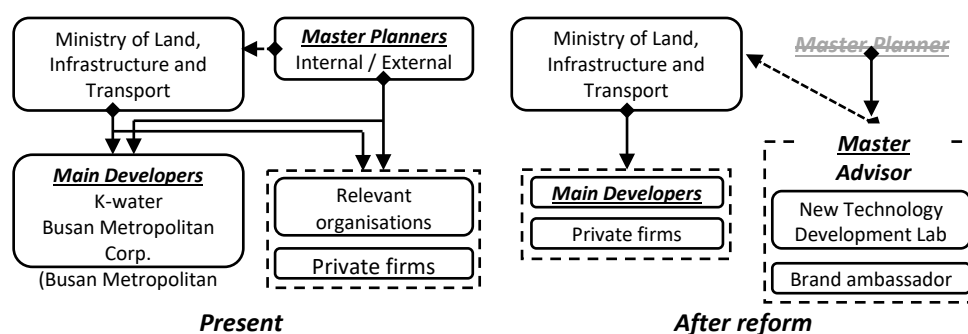 Ministry of Land,
Infrastructure and
Transport
Master Planners
Internal / External
Main Developers
K-water
Busan Metropolitan
Corp.
(Busan Metropolitan
Relevant
organisations
Private firms
Present
Ministry of Land,
Infrastructure and
Transport
Master Planner
Main Developers
Private firms
Master
Advisor
New Technology
Development Lab
Brand ambassador
After reform